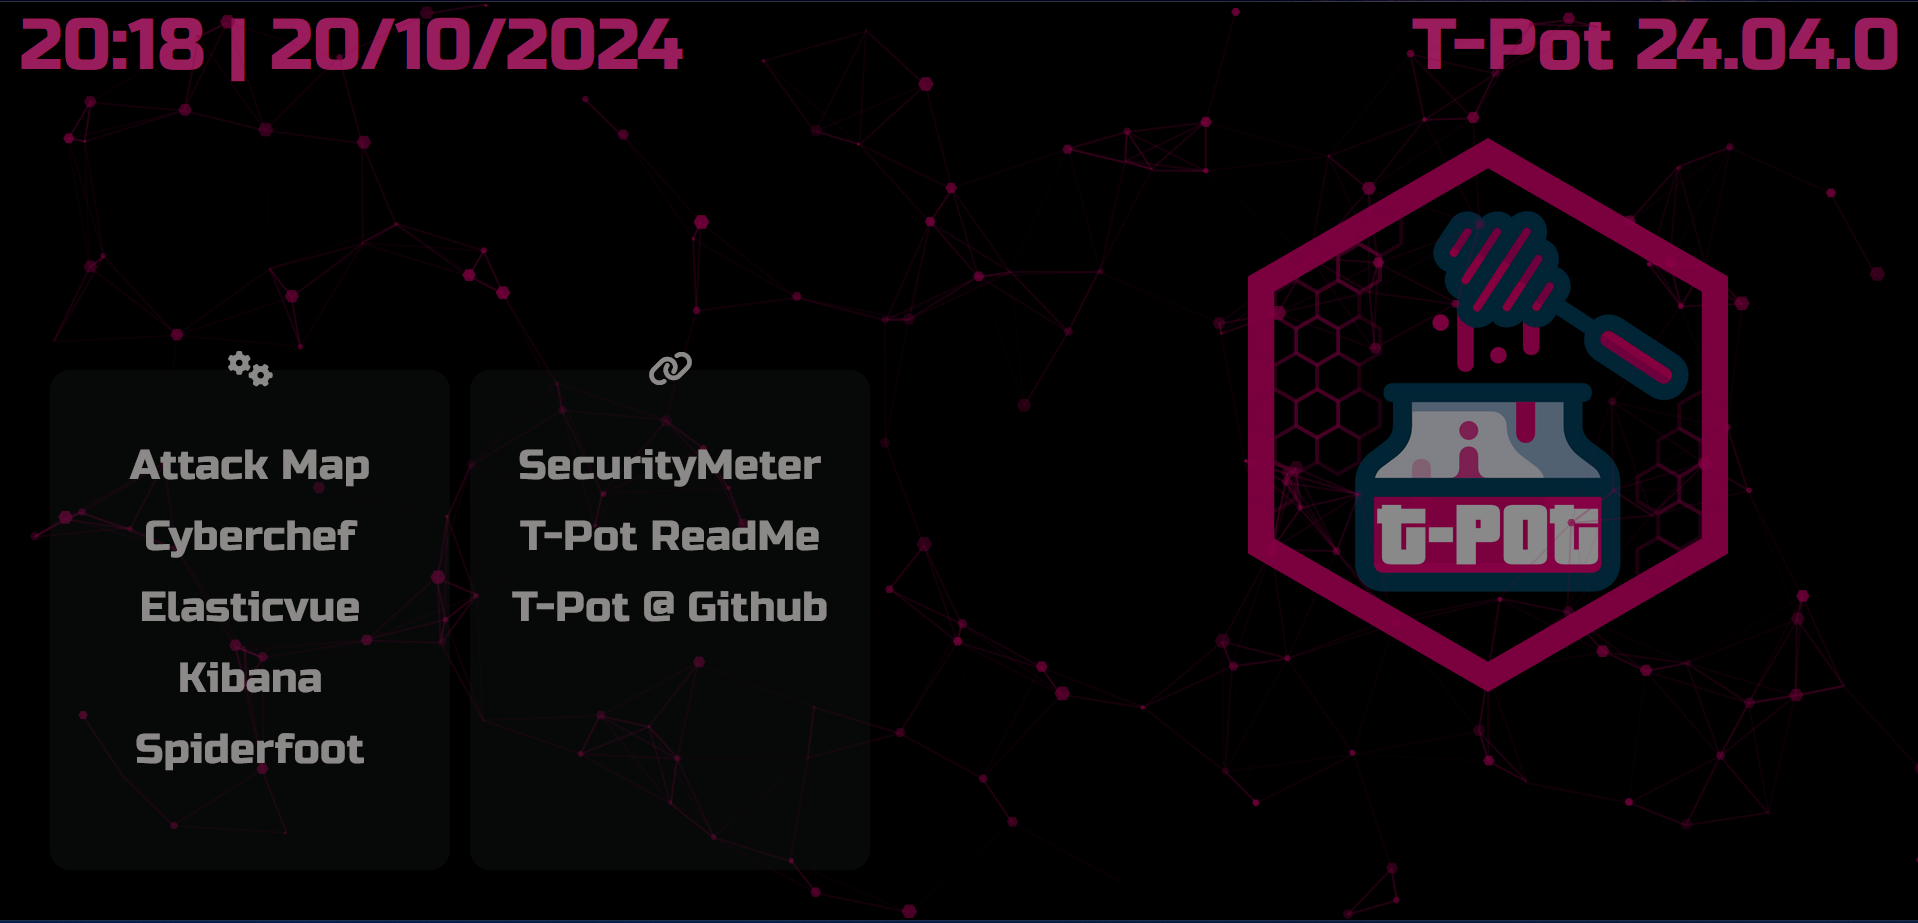 20:18 | 20/10/2024
T-Pot 24.04.0
Attack Map
Cyberchef
Elasticvue
Kibana
Spiderfoot
SecurityMeter
T-Pot ReadMe
T-Pot @ Github
t-POt